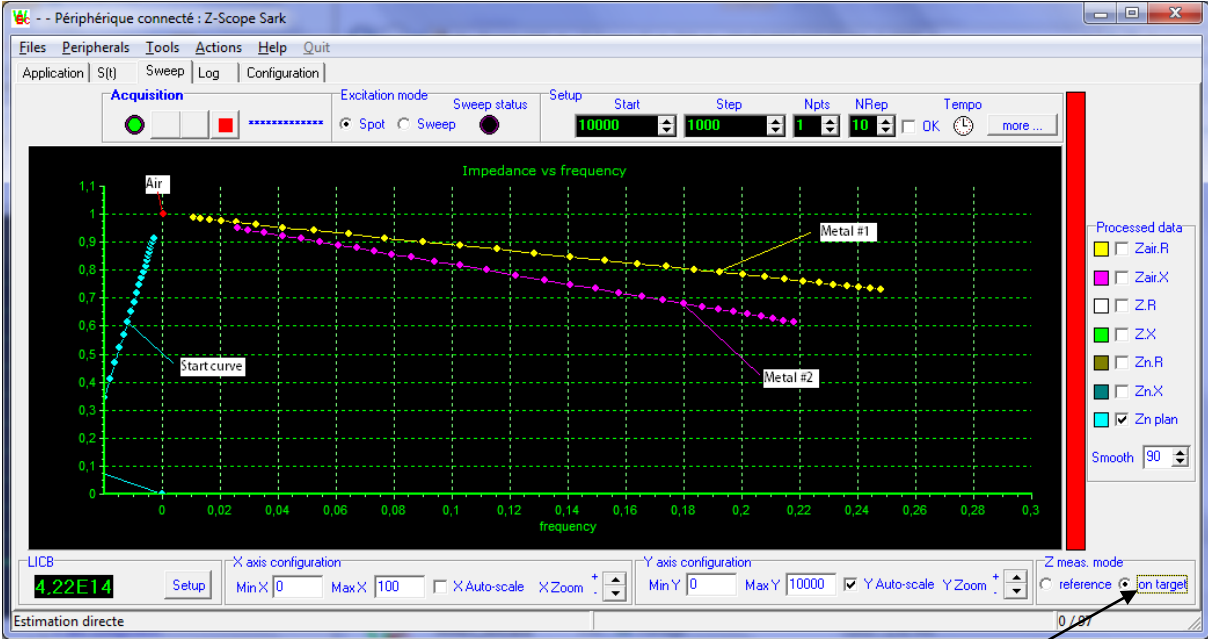 - - Périphérique connecté : Z-Scope Sark
Files Peripherals Tools Actions Help Quit
Application S(t) Sweep Log Configuration
Acquisition
************
Excitation mode
Spot Sweep
Sweep status
Setup
Start Step Npts NRep Tempo
10000 1000 1 10 OK more ...
Impedance vs frequency
1,1
1
0,9
0,8
0,7
0,6
0,5
0,4
0,3
0,2
0,1
0
Air
Metal #1
Start curve
Metal #2
0 0,02 0,04 0,06 0,08 0,1 0,12 0,14 0,16 0,18 0,2 0,22 0,24 0,26 0,28 0,3
frequency
Processed data
Zair.R
Zair.X
Z.R
Z.X
Zn.R
Zn.X
Zn plan
Smooth 90
LICB
4,22E14 Setup
X axis configuration
Min X 0 Max X 100 X Auto-scale X Zoom + -
Y axis configuration
Min Y 0 Max Y 10000 Y Auto-scale Y Zoom + -
Z meas. mode
reference on target
Estimation directe
0 / 97